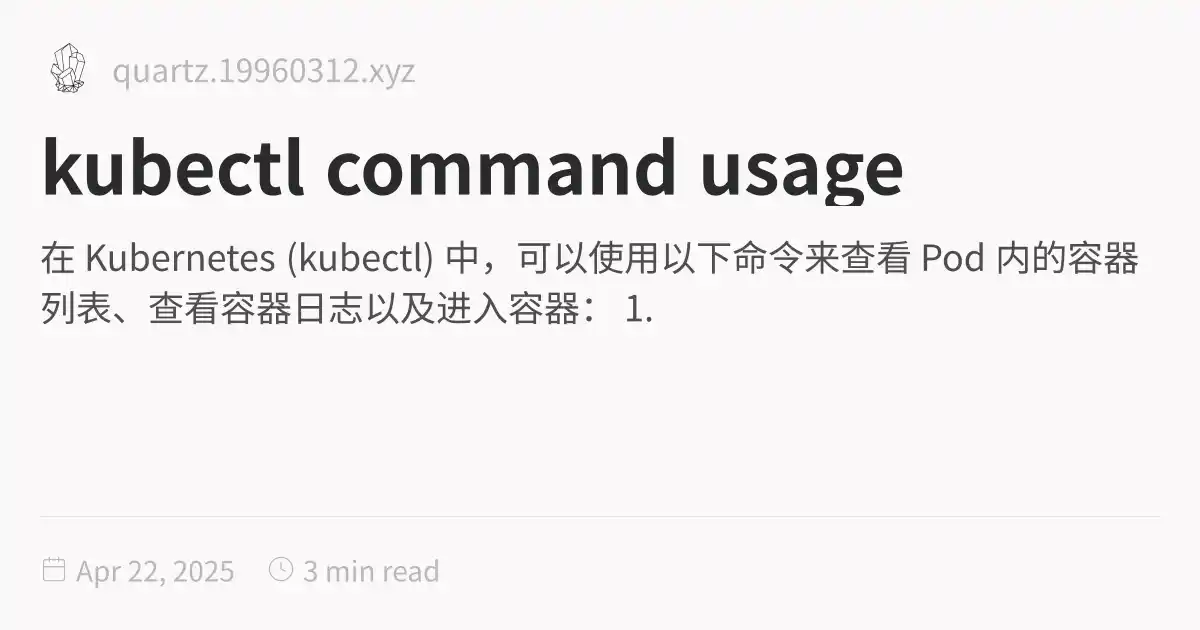 quartz.19960312.xyz
kubectl command usage
在 Kubernetes (kubectl) 中，可以使用以下命令来查看 Pod 内的容器
列表、查看容器日志以及进入容器： 1.
Apr 22, 2025 3 min read